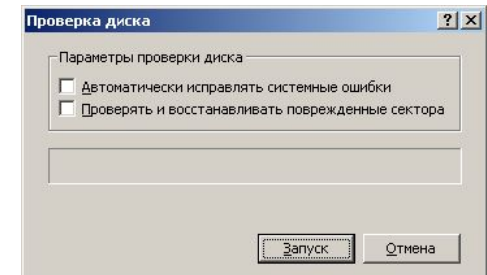 Проверка диска
Параметры проверки диска
Автоматически исправлять системные ошибки
Проверять и восстанавливать поврежденные сектора
Запуск
Отмена